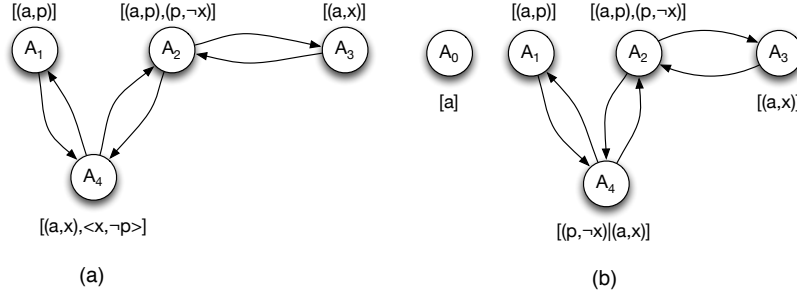 [(a,p)] [(a,p),(p,¬x)] [(a,x)] [(a,p)] [(a,p),(p,¬x)]
A1 A2 A3 A0 A1 A2 A3
[a] [(a,x)]
A4 A4
[(a,x),<x,¬p>] [(p,¬x)|(a,x)]
(a) (b)